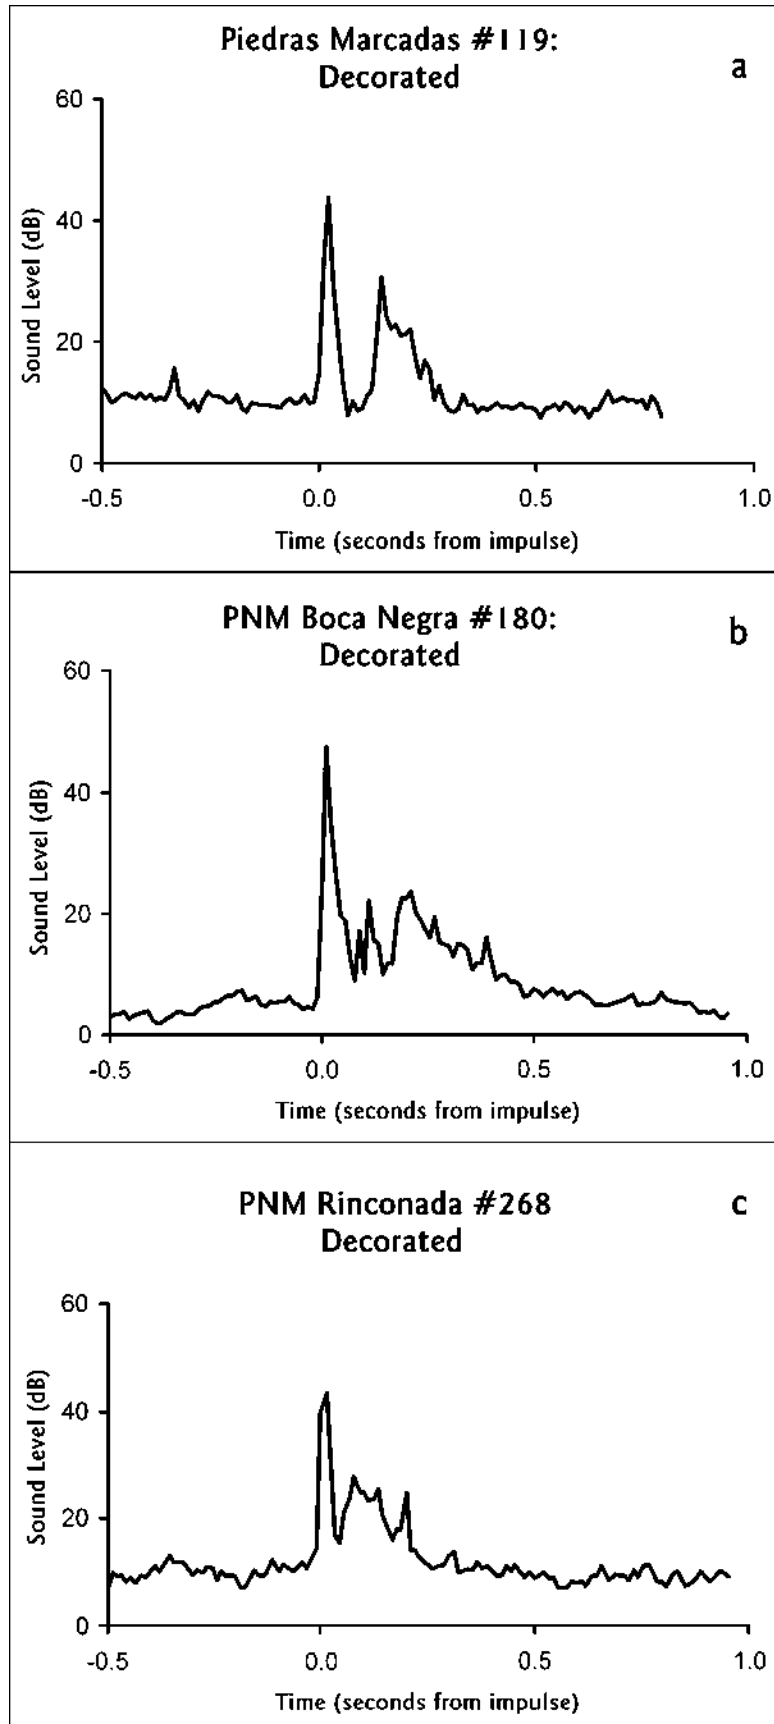 Piedras Marcadas #119:
Decorated
a
60
40
20
0
Sound Level (dB)
-0.5 0.0 0.5 1.0
Time (seconds from impulse)
PNM Boca Negra #180:
Decorated
b
60
40
20
0
Sound Level (dB)
-0.5 0.0 0.5 1.0
Time (seconds from impulse)
PNM Rinconada #268
Decorated
c
60
40
20
0
Sound Level (dB)
-0.5 0.0 0.5 1.0
Time (seconds from impulse)